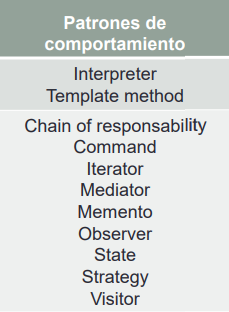 Patrones de
comportamiento
Interpreter
Template method
Chain of responsability
Command
Iterator
Mediator
Memento
Observer
State
Strategy
Visitor